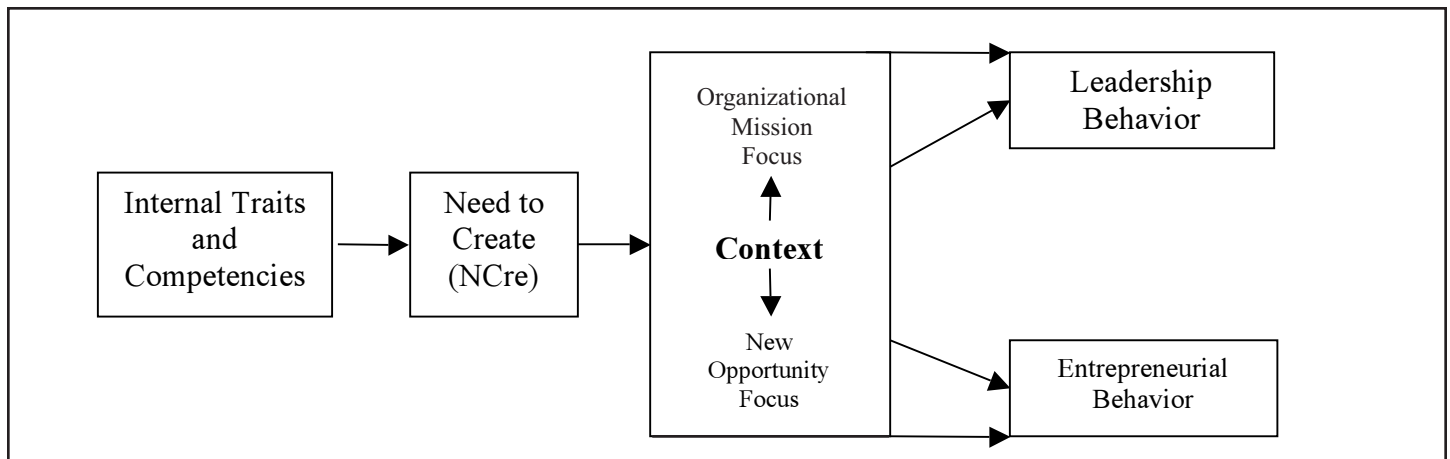 Internal Traits
and
Competencies
Need to
Create
(NCre)
Organizational
Mission
Focus
Context
New
Opportunity
Focus
Leadership
Behavior
Entrepreneurial
Behavior